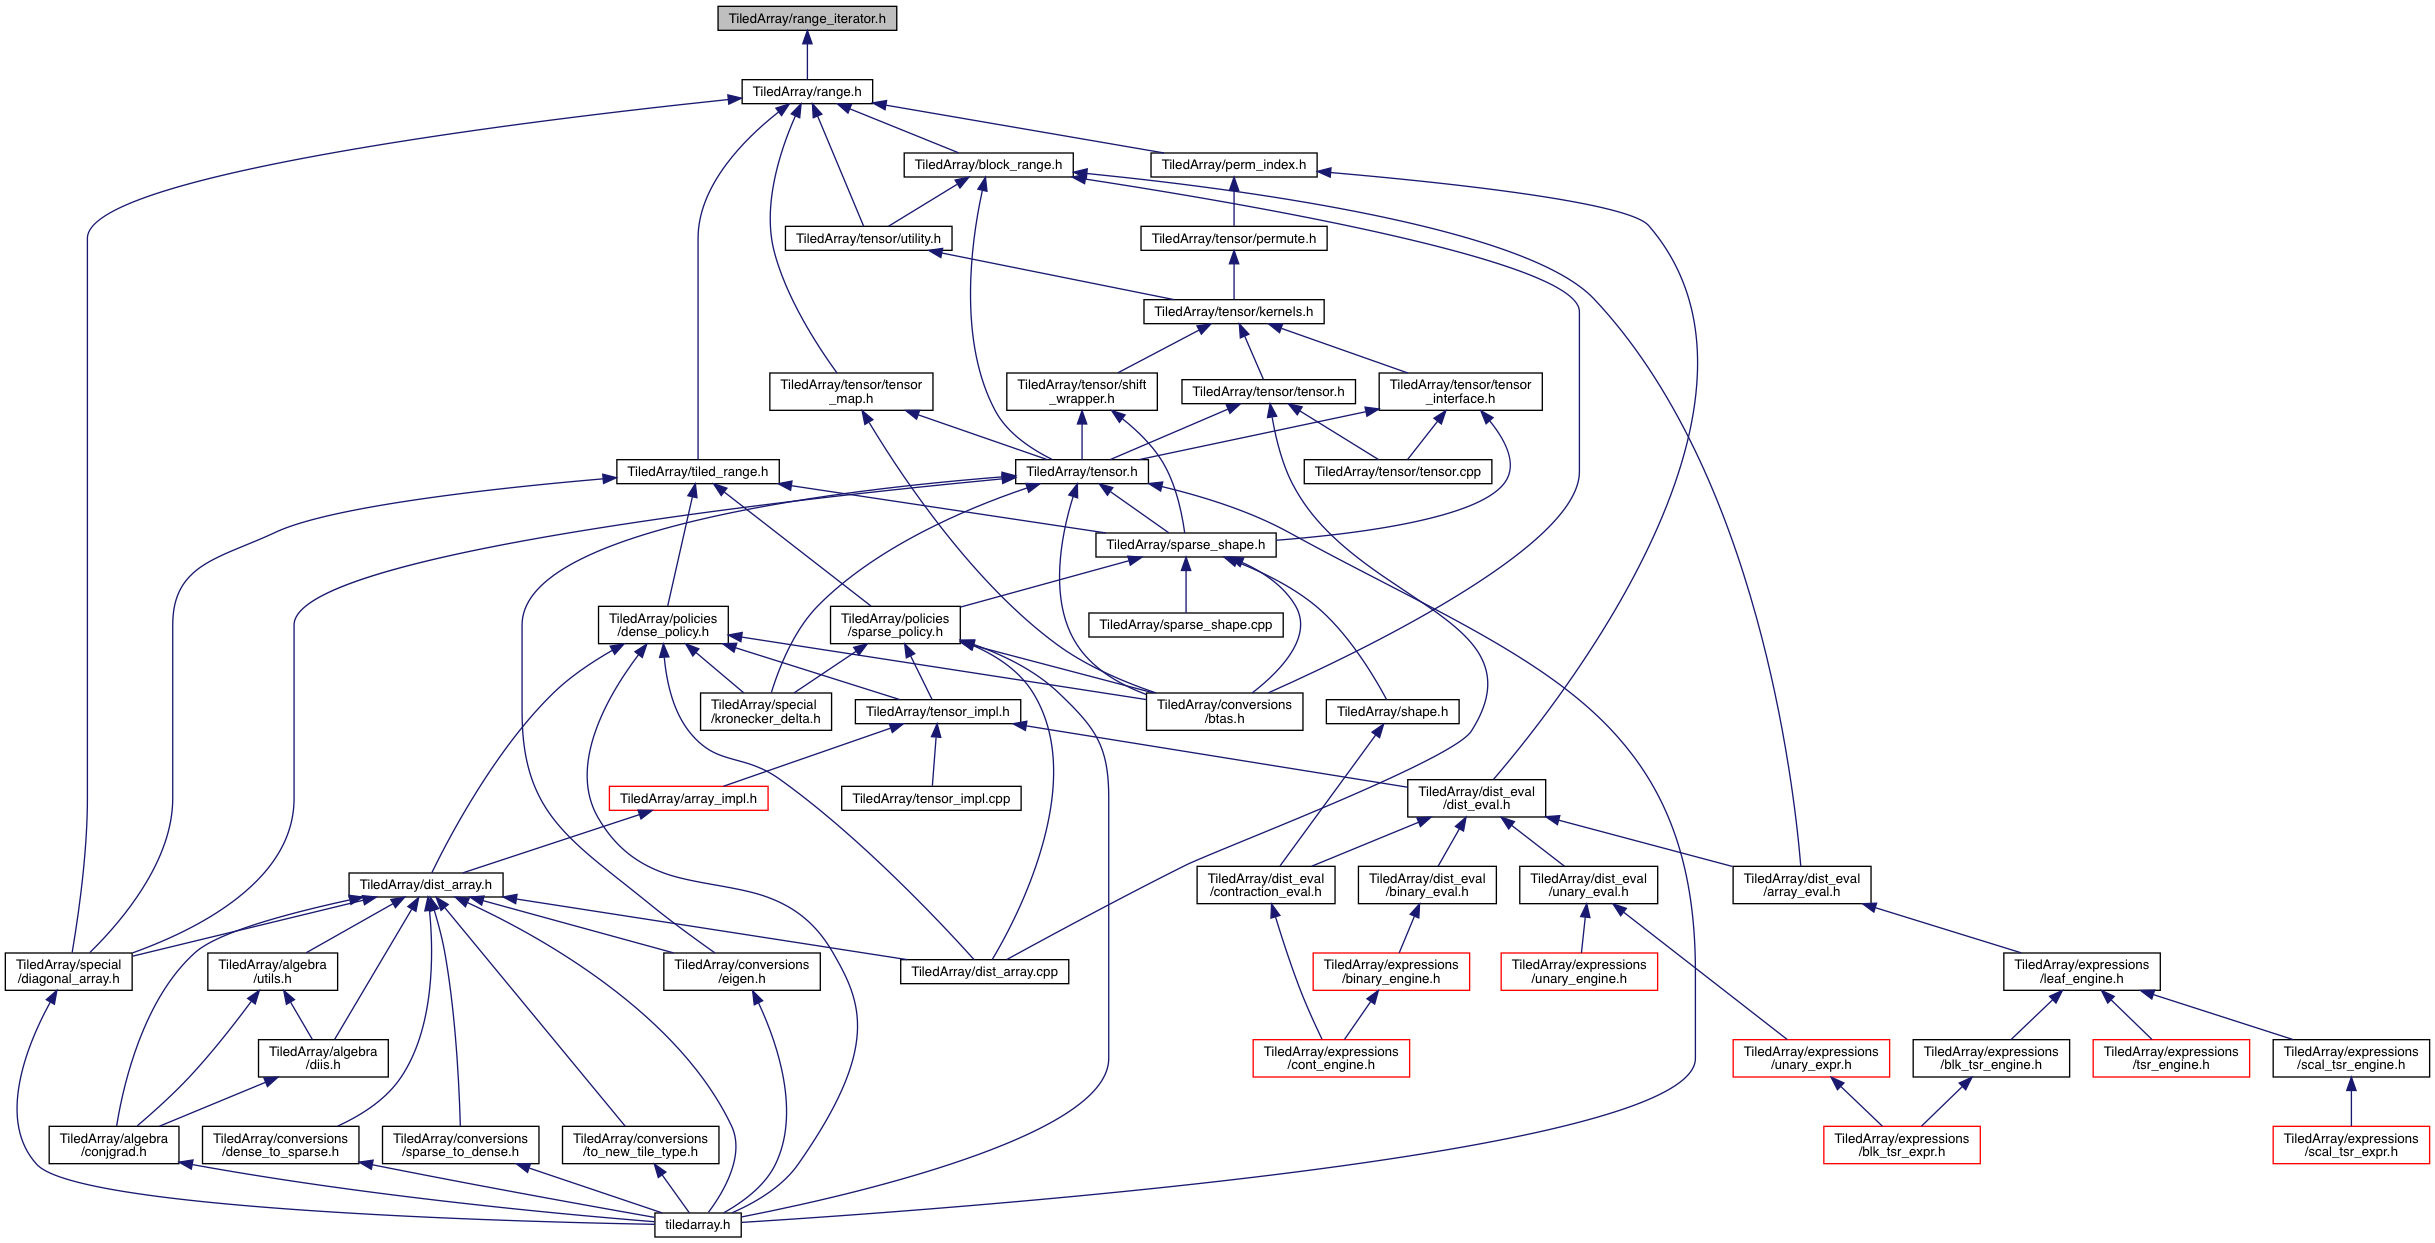 TiledArray/range_iterator.h
TiledArray/range.h
TiledArray/block_range.h
TiledArray/perm_index.h
TiledArray/tensor/utility.h
TiledArray/tensor/permute.h
TiledArray/tensor/kernels.h
TiledArray/tensor/tensor
_map.h
TiledArray/tensor/shift
_wrapper.h
TiledArray/tensor/tensor.h
TiledArray/tensor/tensor
_interface.h
TiledArray/tiled_range.h
TiledArray/tensor.h
TiledArray/tensor/tensor.cpp
TiledArray/sparse_shape.h
TiledArray/policies
/dense_policy.h
TiledArray/policies
/sparse_policy.h
TiledArray/sparse_shape.cpp
TiledArray/special
/kronecker_delta.h
TiledArray/tensor_impl.h
TiledArray/conversions
/btas.h
TiledArray/shape.h
TiledArray/array_impl.h
TiledArray/tensor_impl.cpp
TiledArray/dist_eval
/dist_eval.h
TiledArray/dist_array.h
TiledArray/dist_eval
/contraction_eval.h
TiledArray/dist_eval
/binary_eval.h
TiledArray/dist_eval
/unary_eval.h
TiledArray/dist_eval
/array_eval.h
TiledArray/special
/diagonal_array.h
TiledArray/algebra
/utils.h
TiledArray/conversions
/eigen.h
TiledArray/dist_array.cpp
TiledArray/expressions
/binary_engine.h
TiledArray/expressions
/unary_engine.h
TiledArray/expressions
/leaf_engine.h
TiledArray/algebra
/diis.h
TiledArray/expressions
/cont_engine.h
TiledArray/expressions
/unary_expr.h
TiledArray/expressions
/blk_tsr_engine.h
TiledArray/expressions
/tsr_engine.h
TiledArray/expressions
/scal_tsr_engine.h
TiledArray/algebra
/conjgrad.h
TiledArray/conversions
/dense_to_sparse.h
TiledArray/conversions
/sparse_to_dense.h
TiledArray/conversions
/to_new_tile_type.h
TiledArray/expressions
/blk_tsr_expr.h
TiledArray/expressions
/scal_tsr_expr.h
tiledarray.h